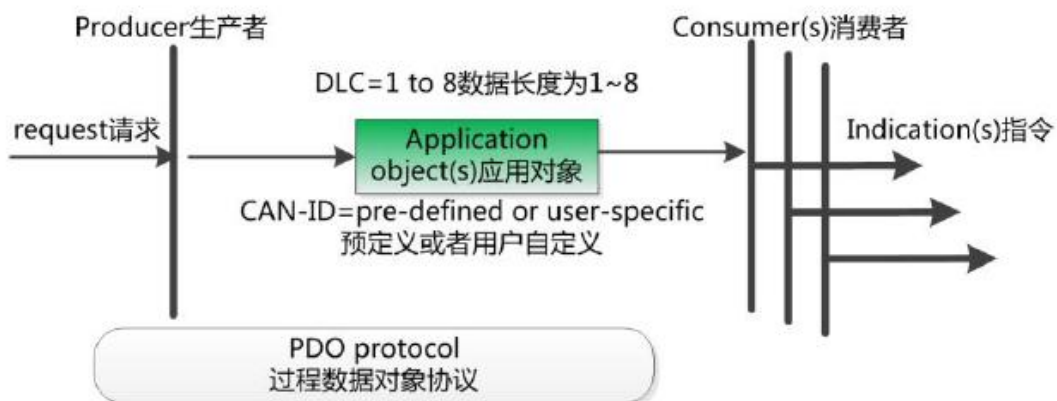 Producer生产者
Consumer(s)消费者
DLC=1 to 8数据长度为1~8
request请求
Application
object(s)应用对象
Indication(s)指令
CAN-ID=pre-defined or user-specific
预定义或者用户自定义
PDO protocol
过程数据对象协议